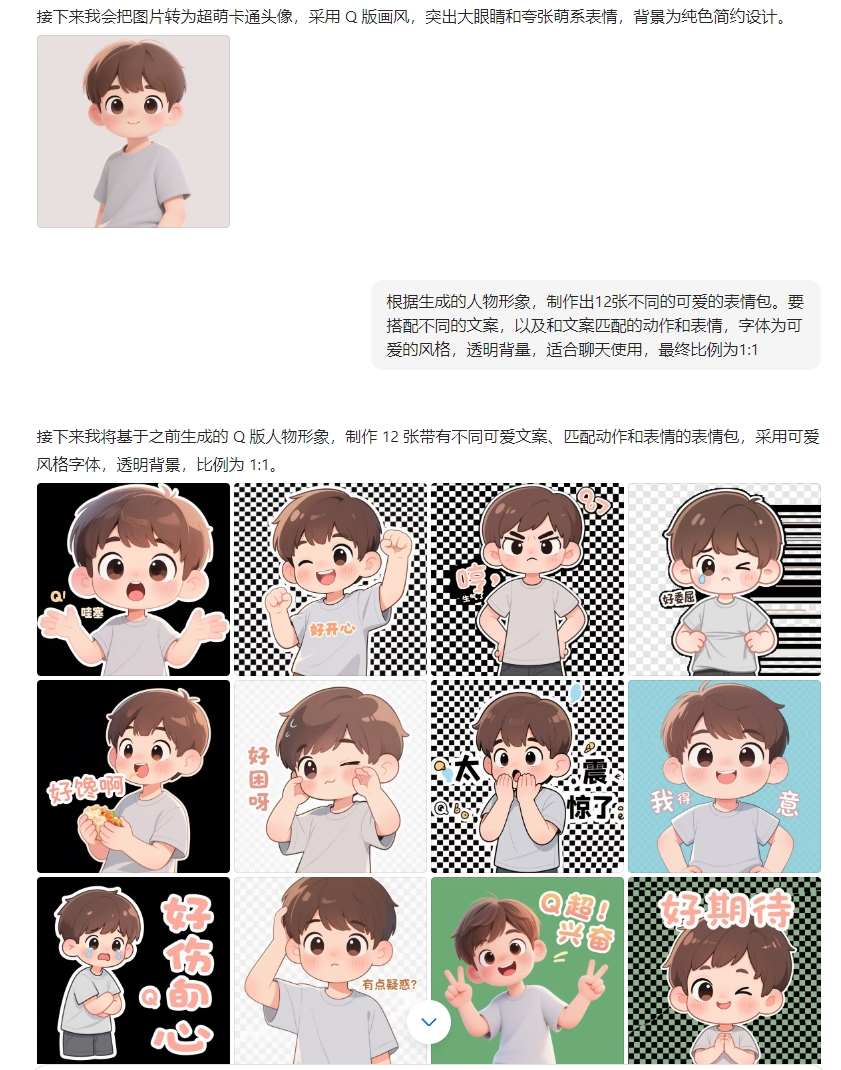 接下来我会把图片转为超萌卡通头像，采用 Q 版画风，突出大眼睛和夸张萌系表情，背景为纯色简约设计。
根据生成的人物形象，制作出12张不同的可爱的表情包。要
搭配不同的文案，以及和文案匹配的动作和表情，字体为可
爱的风格，透明背量，适合聊天使用，最终比例为1:1
接下来我将基于之前生成的 Q 版人物形象，制作 12 张带有不同可爱文案、匹配动作和表情的表情包，采用可爱
风格字体，透明背景，比例为 1:1。
Q!
哇塞
好开心
哼，
好委屈
好馋啊
好
困
呀
太
震
惊了
我得
意
好
伤
心
Q
有点疑惑?
Q超!
兴奋
好期待